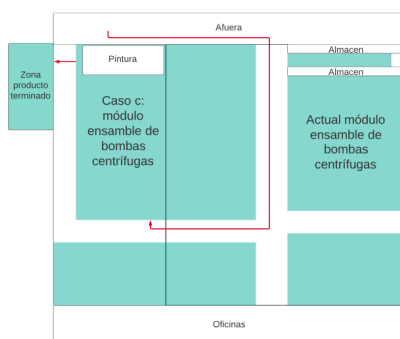 Afuera
Almacen
Pintura
Almacen
Zona
producto
terminado
Caso c:
módulo
ensamble de
bombas
centrífugas
Actual módulo
ensamble de
bombas
centrífugas
Oficinas